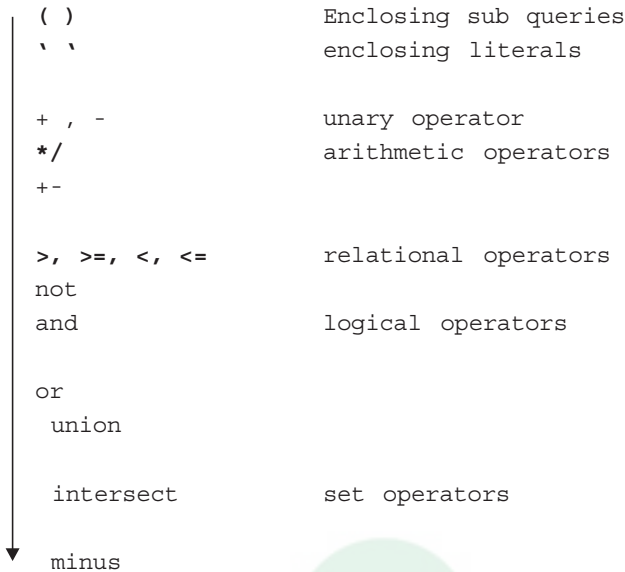 ( )	Enclosing sub queries
‘ ‘	enclosing literals
+ , -	unary operator
*/	arithmetic operators
+-
>, >=, <, <=	relational operators
not
and	logical operators
or
union
intersect	set operators
minus